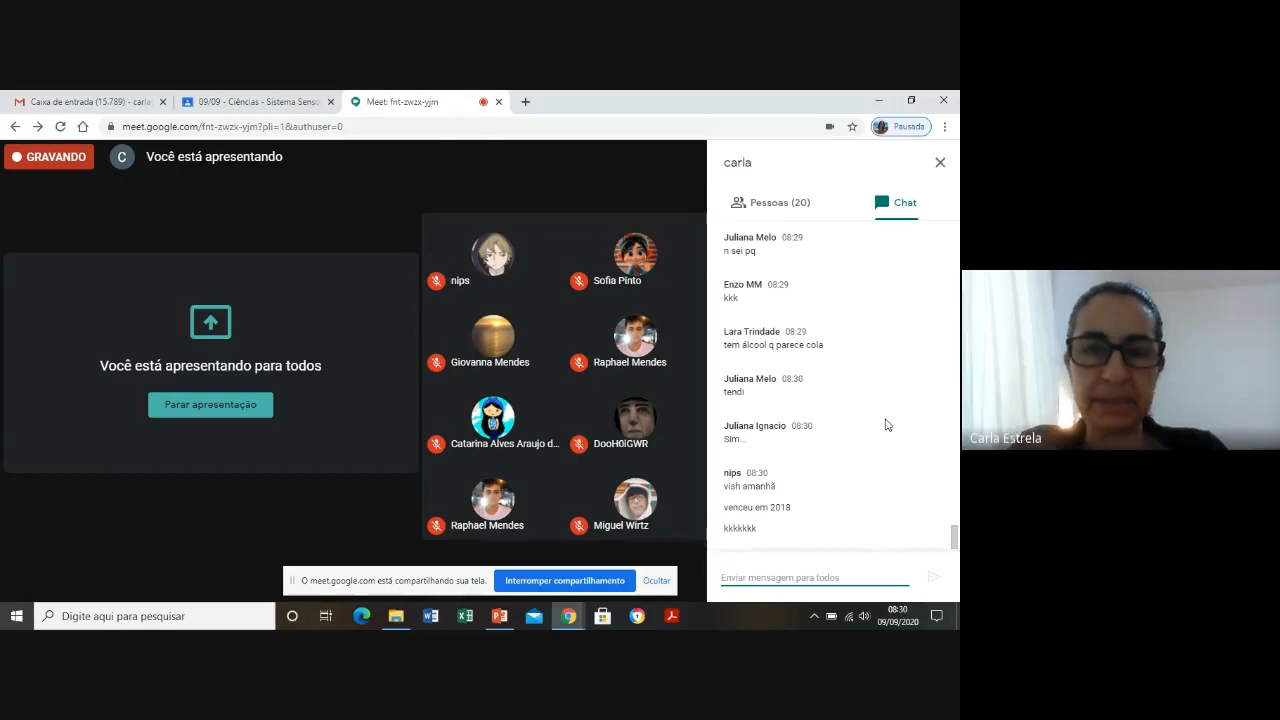 Caixa de entrada (15.789) - carla
09/09 - Ciências - Sistema Senso
Meet: fnt-zwzx-yjm
meet.google.com/fnt-zwzx-yjm?pli=1&authuser=0
Pausada
GRAVANDO
C
Você está apresentando
carla
Pessoas (20)
Chat
Você está apresentando para todos
Parar apresentação
nips
Sofia Pinto
Giovanna Mendes
Raphael Mendes
Catarina Alves Araujo d...
DooH0iGWR
Raphael Mendes
Miguel Wirtz
Juliana Melo 08:29
n sei pq
Enzo MM 08:29
kkk
Lara Trindade 08:29
tem álcool q parece cola
Juliana Melo 08:30
tendi
Juliana Ignacio 08:30
Sim...
nips 08:30
vish amanhã
venceu em 2018
kkkkkkk
Enviar mensagem para todos
Carla Estrela
O meet.google.com está compartilhando sua tela.
Interromper compartilhamento
Ocultar
Digite aqui para pesquisar
08:30
09/09/2020